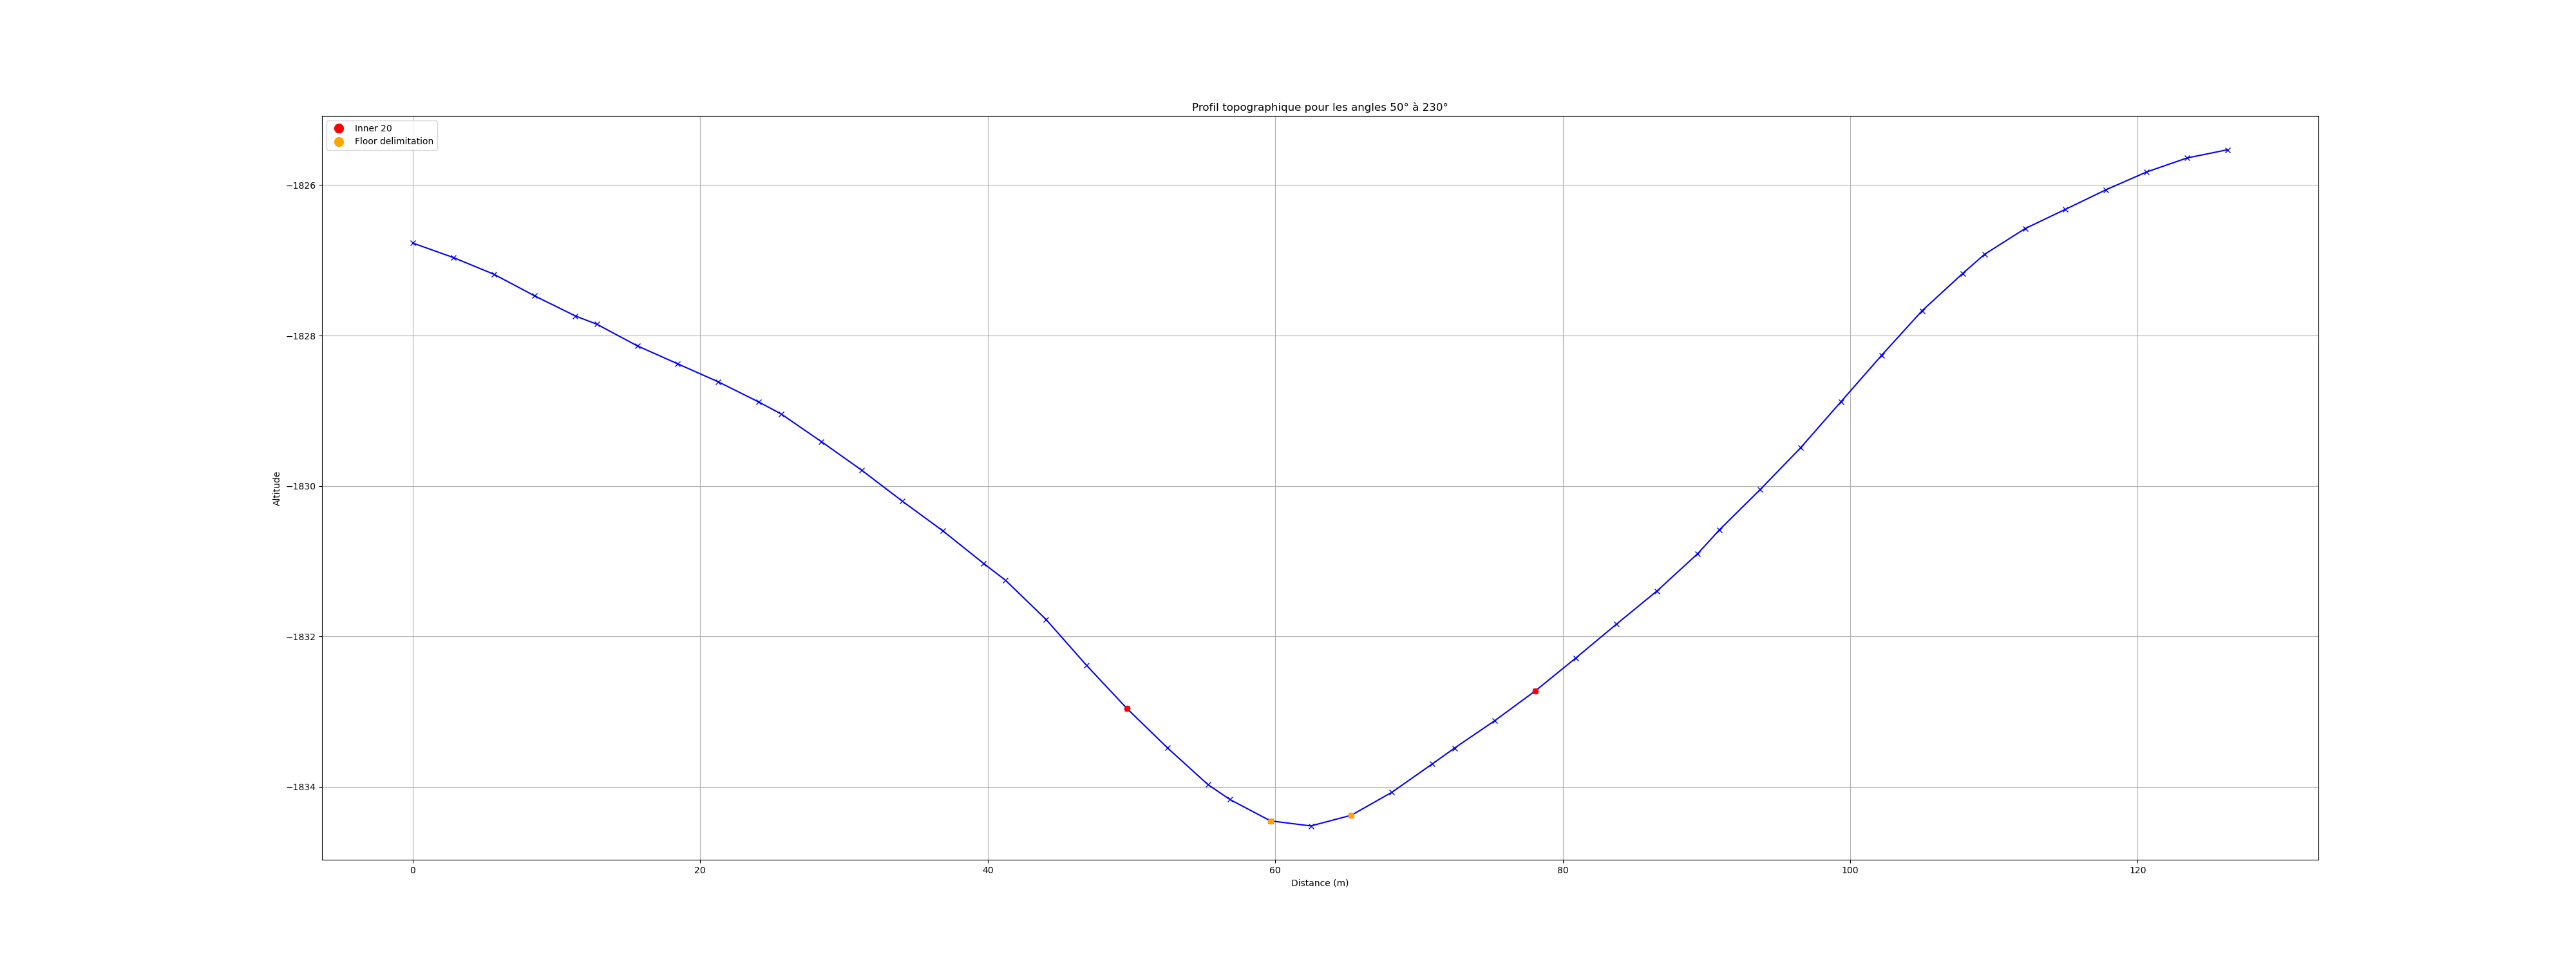 Profil topographique pour les angles 50° à 230°
Inner 20
Floor delimitation
−1826
−1828
−1830
−1832
−1834
Altitude
0 20 40 60 80 100 120
Distance (m)